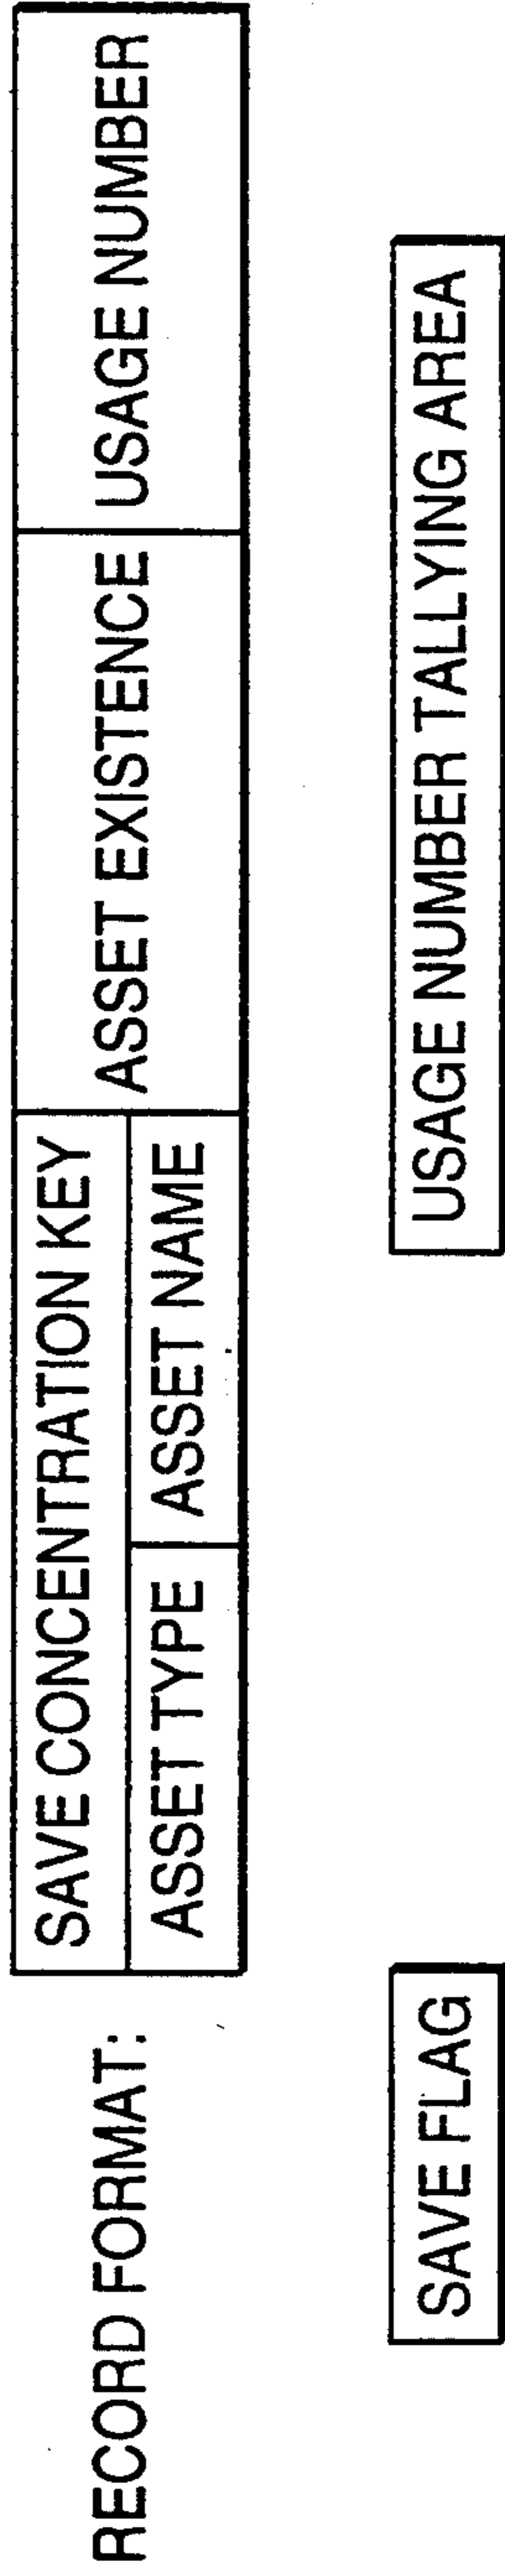 RECORD FORMAT:
SAVE CONCENTRATION KEY
ASSET TYPE
ASSET NAME
ASSET EXISTENCE
USAGE NUMBER
SAVE FLAG
USAGE NUMBER TALLYING AREA